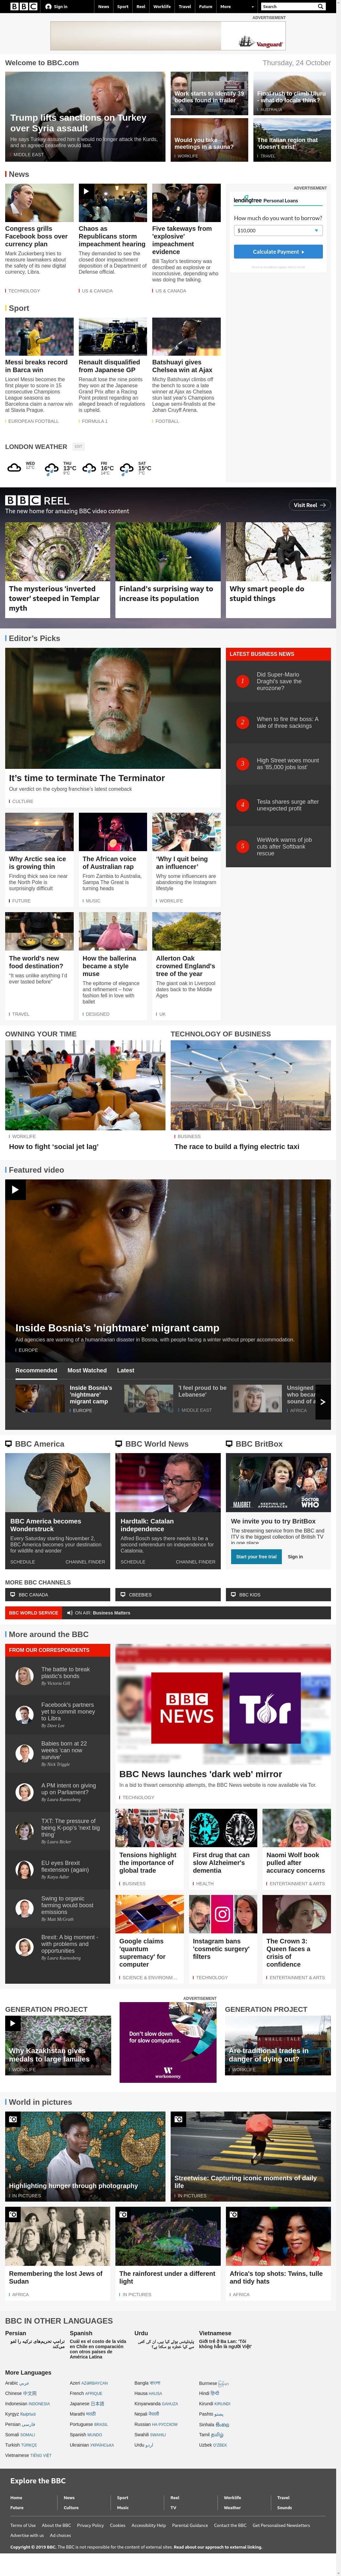 BBC
Sign in
News
Sport
Reel
Worklife
Travel
Future
More
Search
ADVERTISEMENT
Vanguard
Welcome to BBC.com
Thursday, 24 October
Trump lifts sanctions on Turkey
over Syria assault
He says Turkey assured him it would no longer attack the Kurds,
and an agreed ceasefire would last.
MIDDLE EAST
Work starts to identify 39
bodies found in trailer
UK
Final rush to climb Uluru
- what do locals think?
AUSTRALIA
Would you take
meetings in a sauna?
WORKLIFE
The Italian region that
'doesn't exist'
TRAVEL
News
Congress grills
Facebook boss over
currency plan
Mark Zuckerberg tries to
reassure lawmakers about
the safety of his new digital
currency, Libra.
TECHNOLOGY
Chaos as
Republicans storm
impeachment hearing
They demanded to see the
closed door impeachment
deposition of a Department of
Defense official.
US & CANADA
Five takeways from
'explosive'
impeachment
evidence
Bill Taylor's testimony was
described as explosive or
inconclusive, depending who
was doing the talking.
US & CANADA
ADVERTISEMENT
lendingtree Personal Loans
How much do you want to borrow?
$10,000
Calculate Payment
Sport
Messi breaks record
in Barca win
Lionel Messi becomes the
first player to score in 15
consecutive Champions
League seasons as
Barcelona claim a narrow win
at Slavia Prague.
EUROPEAN FOOTBALL
Renault disqualified
from Japanese GP
Renault lose the nine points
they won at the Japanese
Grand Prix after a Racing
Point protest regarding an
alleged breach of regulations
is upheld.
FORMULA 1
Batshuayi gives
Chelsea win at Ajax
Michy Batshuayi climbs off
the bench to score a late
winner at Ajax as Chelsea
stun last year's Champions
League semi-finalists at the
Johan Cruyff Arena.
FOOTBALL
LONDON WEATHER
EDIT
WED
THU
13°C
9°C
FRI
16°C
14°C
SAT
15°C
7°C
BBC REEL
The new home for amazing BBC video content
Visit Reel
The mysterious 'inverted
tower' steeped in Templar
myth
Finland's surprising way to
increase its population
Why smart people do
stupid things
Editor's Picks
It's time to terminate The Terminator
Our verdict on the cyborg franchise's latest comeback
CULTURE
LATEST BUSINESS NEWS
1
Did Super-Mario
Draghi's save the
eurozone?
2
When to fire the boss: A
tale of three sackings
3
High Street woes mount
as '85,000 jobs lost'
4
Tesla shares surge after
unexpected profit
5
WeWork warns of job
cuts after Softbank
rescue
Why Arctic sea ice
is growing thin
Finding thick sea ice near
the North Pole is
surprisingly difficult
FUTURE
The African voice
of Australian rap
From Zambia to Australia,
Sampa The Great is
turning heads
MUSIC
'Why I quit being
an influencer'
Why some influencers are
abandoning the Instagram
lifestyle
WORKLIFE
The world's new
food destination?
"It was unlike anything I'd
ever tasted before"
TRAVEL
How the ballerina
became a style
muse
The epitome of elegance
and refinement – how
fashion fell in love with
ballet
DESIGNED
Allerton Oak
crowned England's
tree of the year
The giant oak in Liverpool
dates back to the Middle
Ages
UK
OWNING YOUR TIME
WORKLIFE
How to fight 'social jet lag'
TECHNOLOGY OF BUSINESS
BUSINESS
The race to build a flying electric taxi
Featured video
Inside Bosnia's 'nightmare' migrant camp
Aid agencies are warning of a humanitarian disaster in Bosnia, with people facing a winter without proper accommodation.
EUROPE
Recommended
Most Watched
Latest
Inside Bosnia's
'nightmare'
migrant camp
EUROPE
'I feel proud to be
Lebanese'
MIDDLE EAST
Unsigned
who becam
sound of a
AFRICA
BBC America
BBC America becomes
Wonderstruck
Every Saturday starting November 2,
BBC America becomes your destination
for wildlife and wonder
SCHEDULE
CHANNEL FINDER
BBC World News
Hardtalk: Catalan
independence
Alfred Bosch says there needs to be a
second referendum on independence for
Catalonia.
SCHEDULE
CHANNEL FINDER
BBC BritBox
MAIGRET
KEEPING UP APPEARANCES
DOCTOR WHO
We invite you to try BritBox
The streaming service from the BBC and
ITV is the biggest collection of British TV
in one place
Start your free trial
Sign in
MORE BBC CHANNELS
BBC CANADA
CBEEBIES
BBC KIDS
BBC WORLD SERVICE
ON AIR: Business Matters
More around the BBC
FROM OUR CORRESPONDENTS
The battle to break
plastic's bonds
By Victoria Gill
Facebook's partners
yet to commit money
to Libra
By Dave Lee
Babies born at 22
weeks 'can now
survive'
By Nick Triggle
A PM intent on giving
up on Parliament?
By Laura Kuenssberg
TXT: The pressure of
being K-pop's 'next big
thing'
By Laura Bicker
EU eyes Brexit
flextension (again)
By Katya Adler
Swing to organic
farming would boost
emissions
By Matt McGrath
Brexit: A big moment -
with problems and
opportunities
By Laura Kuenssberg
BBC NEWS
Tor
BBC News launches 'dark web' mirror
In a bid to thwart censorship attempts, the BBC News website is now available via Tor.
TECHNOLOGY
Tensions highlight
the importance of
global trade
BUSINESS
First drug that can
slow Alzheimer's
dementia
HEALTH
Naomi Wolf book
pulled after
accuracy concerns
ENTERTAINMENT & ARTS
Google claims
'quantum
supremacy' for
computer
SCIENCE & ENVIRONME...
Instagram bans
'cosmetic surgery'
filters
TECHNOLOGY
The Crown 3:
Queen faces a
crisis of
confidence
ENTERTAINMENT & ARTS
GENERATION PROJECT
Why Kazakhstan gives
medals to large families
WORKLIFE
ADVERTISEMENT
Don't slow down
for slow computers.
workonomy.
GENERATION PROJECT
Are traditional trades in
danger of dying out?
WORKLIFE
World in pictures
Highlighting hunger through photography
IN PICTURES
Streetwise: Capturing iconic moments of daily
life
IN PICTURES
Remembering the lost Jews of
Sudan
AFRICA
The rainforest under a different
light
IN PICTURES
Africa's top shots: Twins, tulle
and tidy hats
AFRICA
BBC IN OTHER LANGUAGES
Persian
ترامپ: تحریم‌های ترکیه را لغو
می‌کند
Spanish
Cuál es el costo de la vida
en Chile en comparación
con otros países de
América Latina
Urdu
Vietnamese
Giới trẻ ở Ba Lan: 'Tôi
không hẳn là người Việt'
More Languages
Arabic عربي
Azeri AZƏRBAYCAN
Bangla বাংলা
Burmese မြန်မာ
Chinese 中文網
French AFRIQUE
Hausa HAUSA
Hindi हिन्दी
Indonesian INDONESIA
Japanese 日本語
Kinyarwanda GAHUZA
Kirundi KIRUNDI
Kyrgyz Кыргыз
Marathi मराठी
Nepali नेपाली
Pashto پښتو
Persian فارسی
Portuguese BRASIL
Russian НА РУССКОМ
Sinhala සිංහල
Somali SOMALI
Spanish MUNDO
Swahili SWAHILI
Tamil தமிழ்
Turkish TÜRKÇE
Ukrainian УКРАЇНСЬКА
Urdu اردو
Uzbek O'ZBEK
Vietnamese TIẾNG VIỆT
Explore the BBC
Home
News
Sport
Reel
Worklife
Travel
Future
Culture
Music
TV
Weather
Sounds
Terms of Use
About the BBC
Privacy Policy
Cookies
Accessibility Help
Parental Guidance
Contact the BBC
Get Personalised Newsletters
Advertise with us
Ad choices
Copyright © 2019 BBC. The BBC is not responsible for the content of external sites. Read about our approach to external linking.